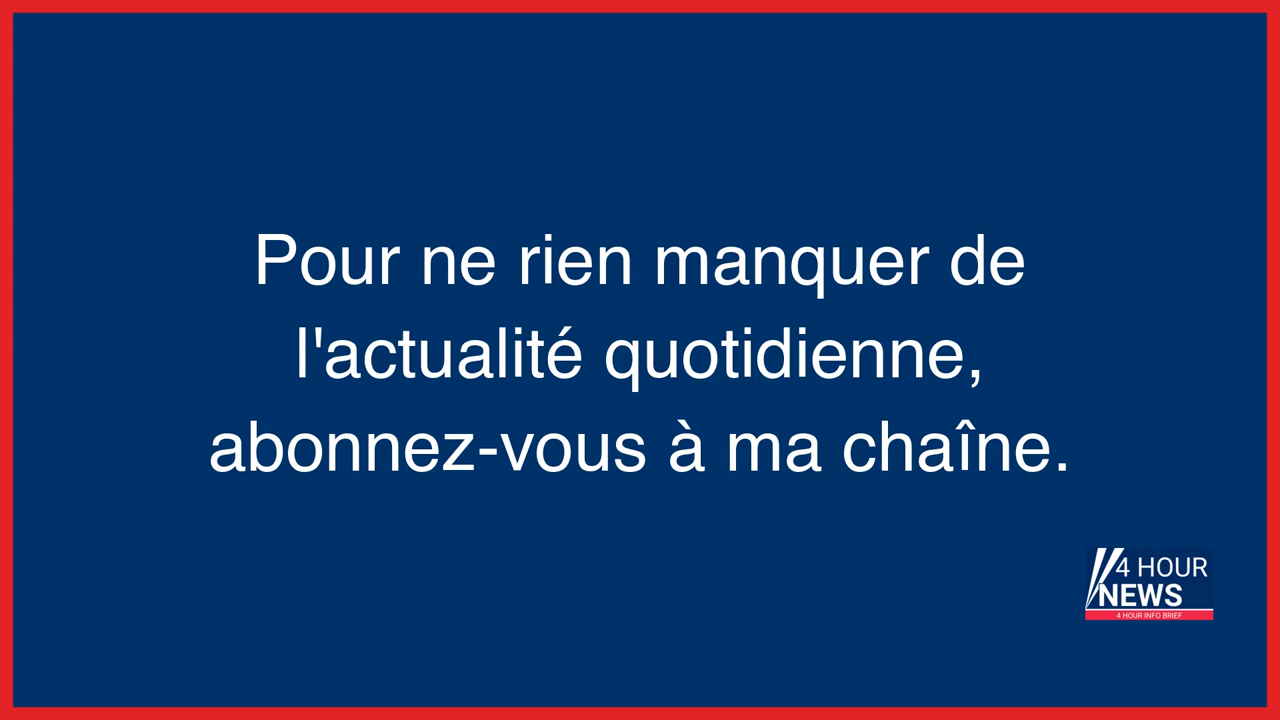 Pour ne rien manquer de
l'actualité quotidienne,
abonnez-vous à ma chaîne.
4 HOUR
NEWS
4 HOUR INFO BRIEF